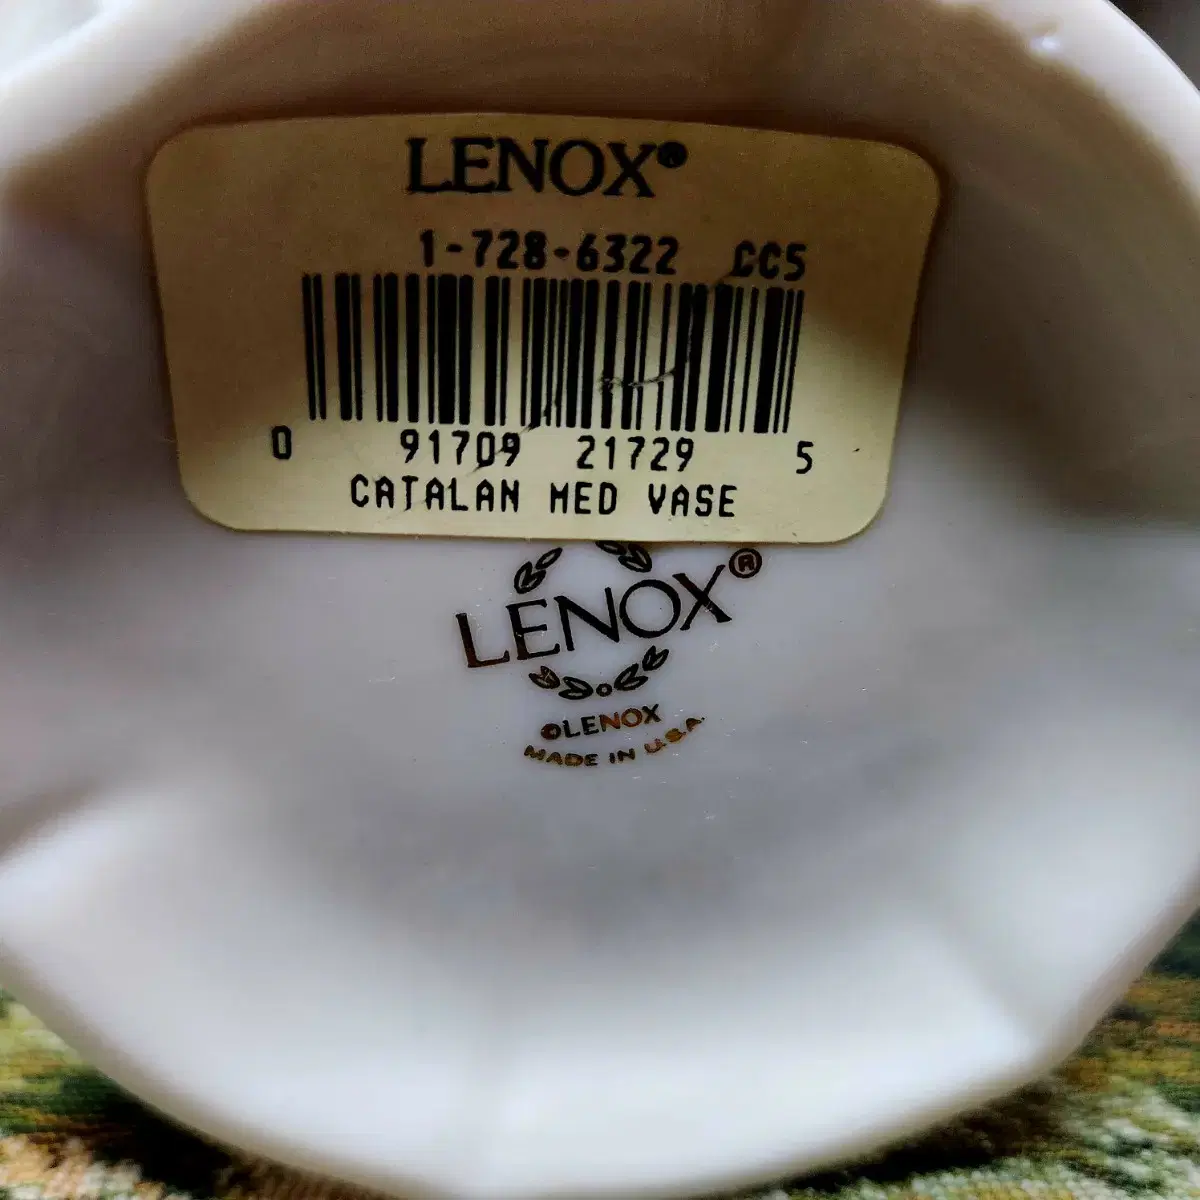 LENOX®
1-728-6322 CC5
0 91709 21729 5
CATALAN MED VASE
LENOX®
©LENOX
MADE IN U.S.A.